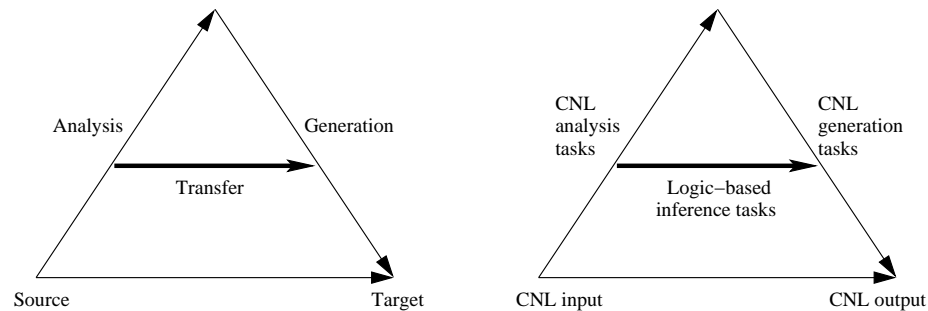 Analysis
Generation
Transfer
Source
Target
CNL
analysis
tasks
CNL
generation
tasks
Logic−based
inference tasks
CNL input
CNL output